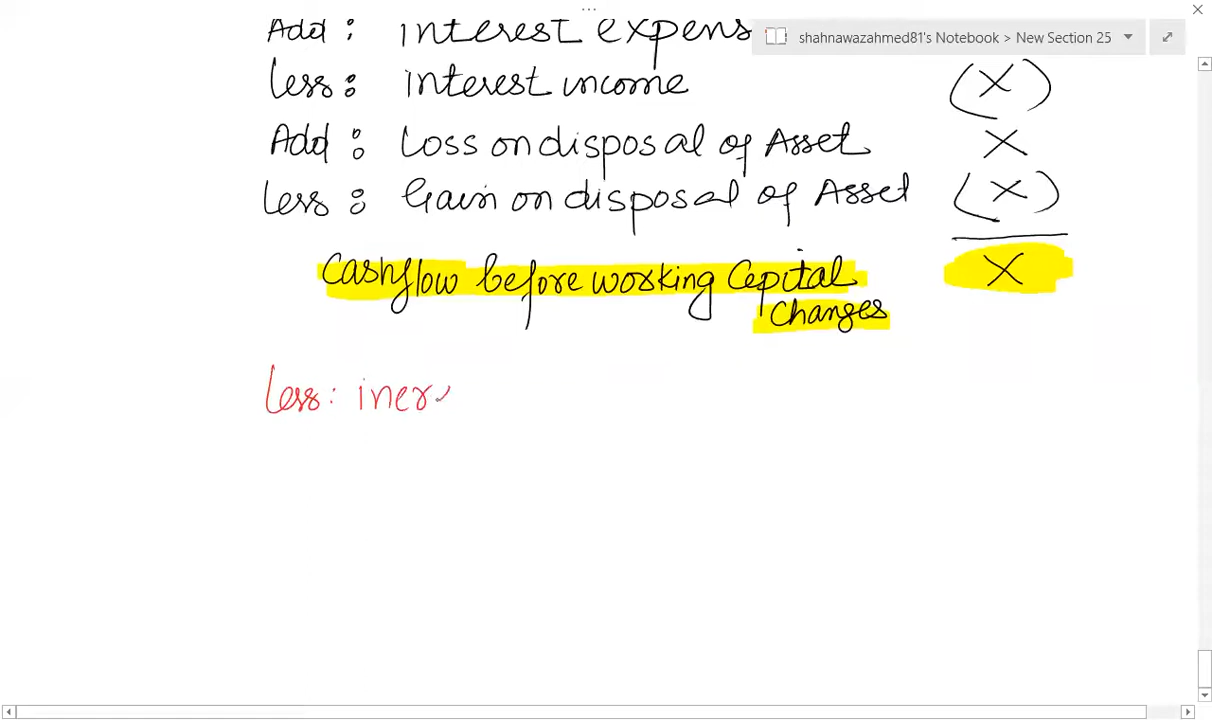 Add: interest expens
shahnawazahmed81's Notebook > New Section 25
less: interest income (X)
Add: Loss on disposal of Asset X
less: Gain on disposal of Asset (X)
Cashflow before working Cepital X
Changes
Less: incr